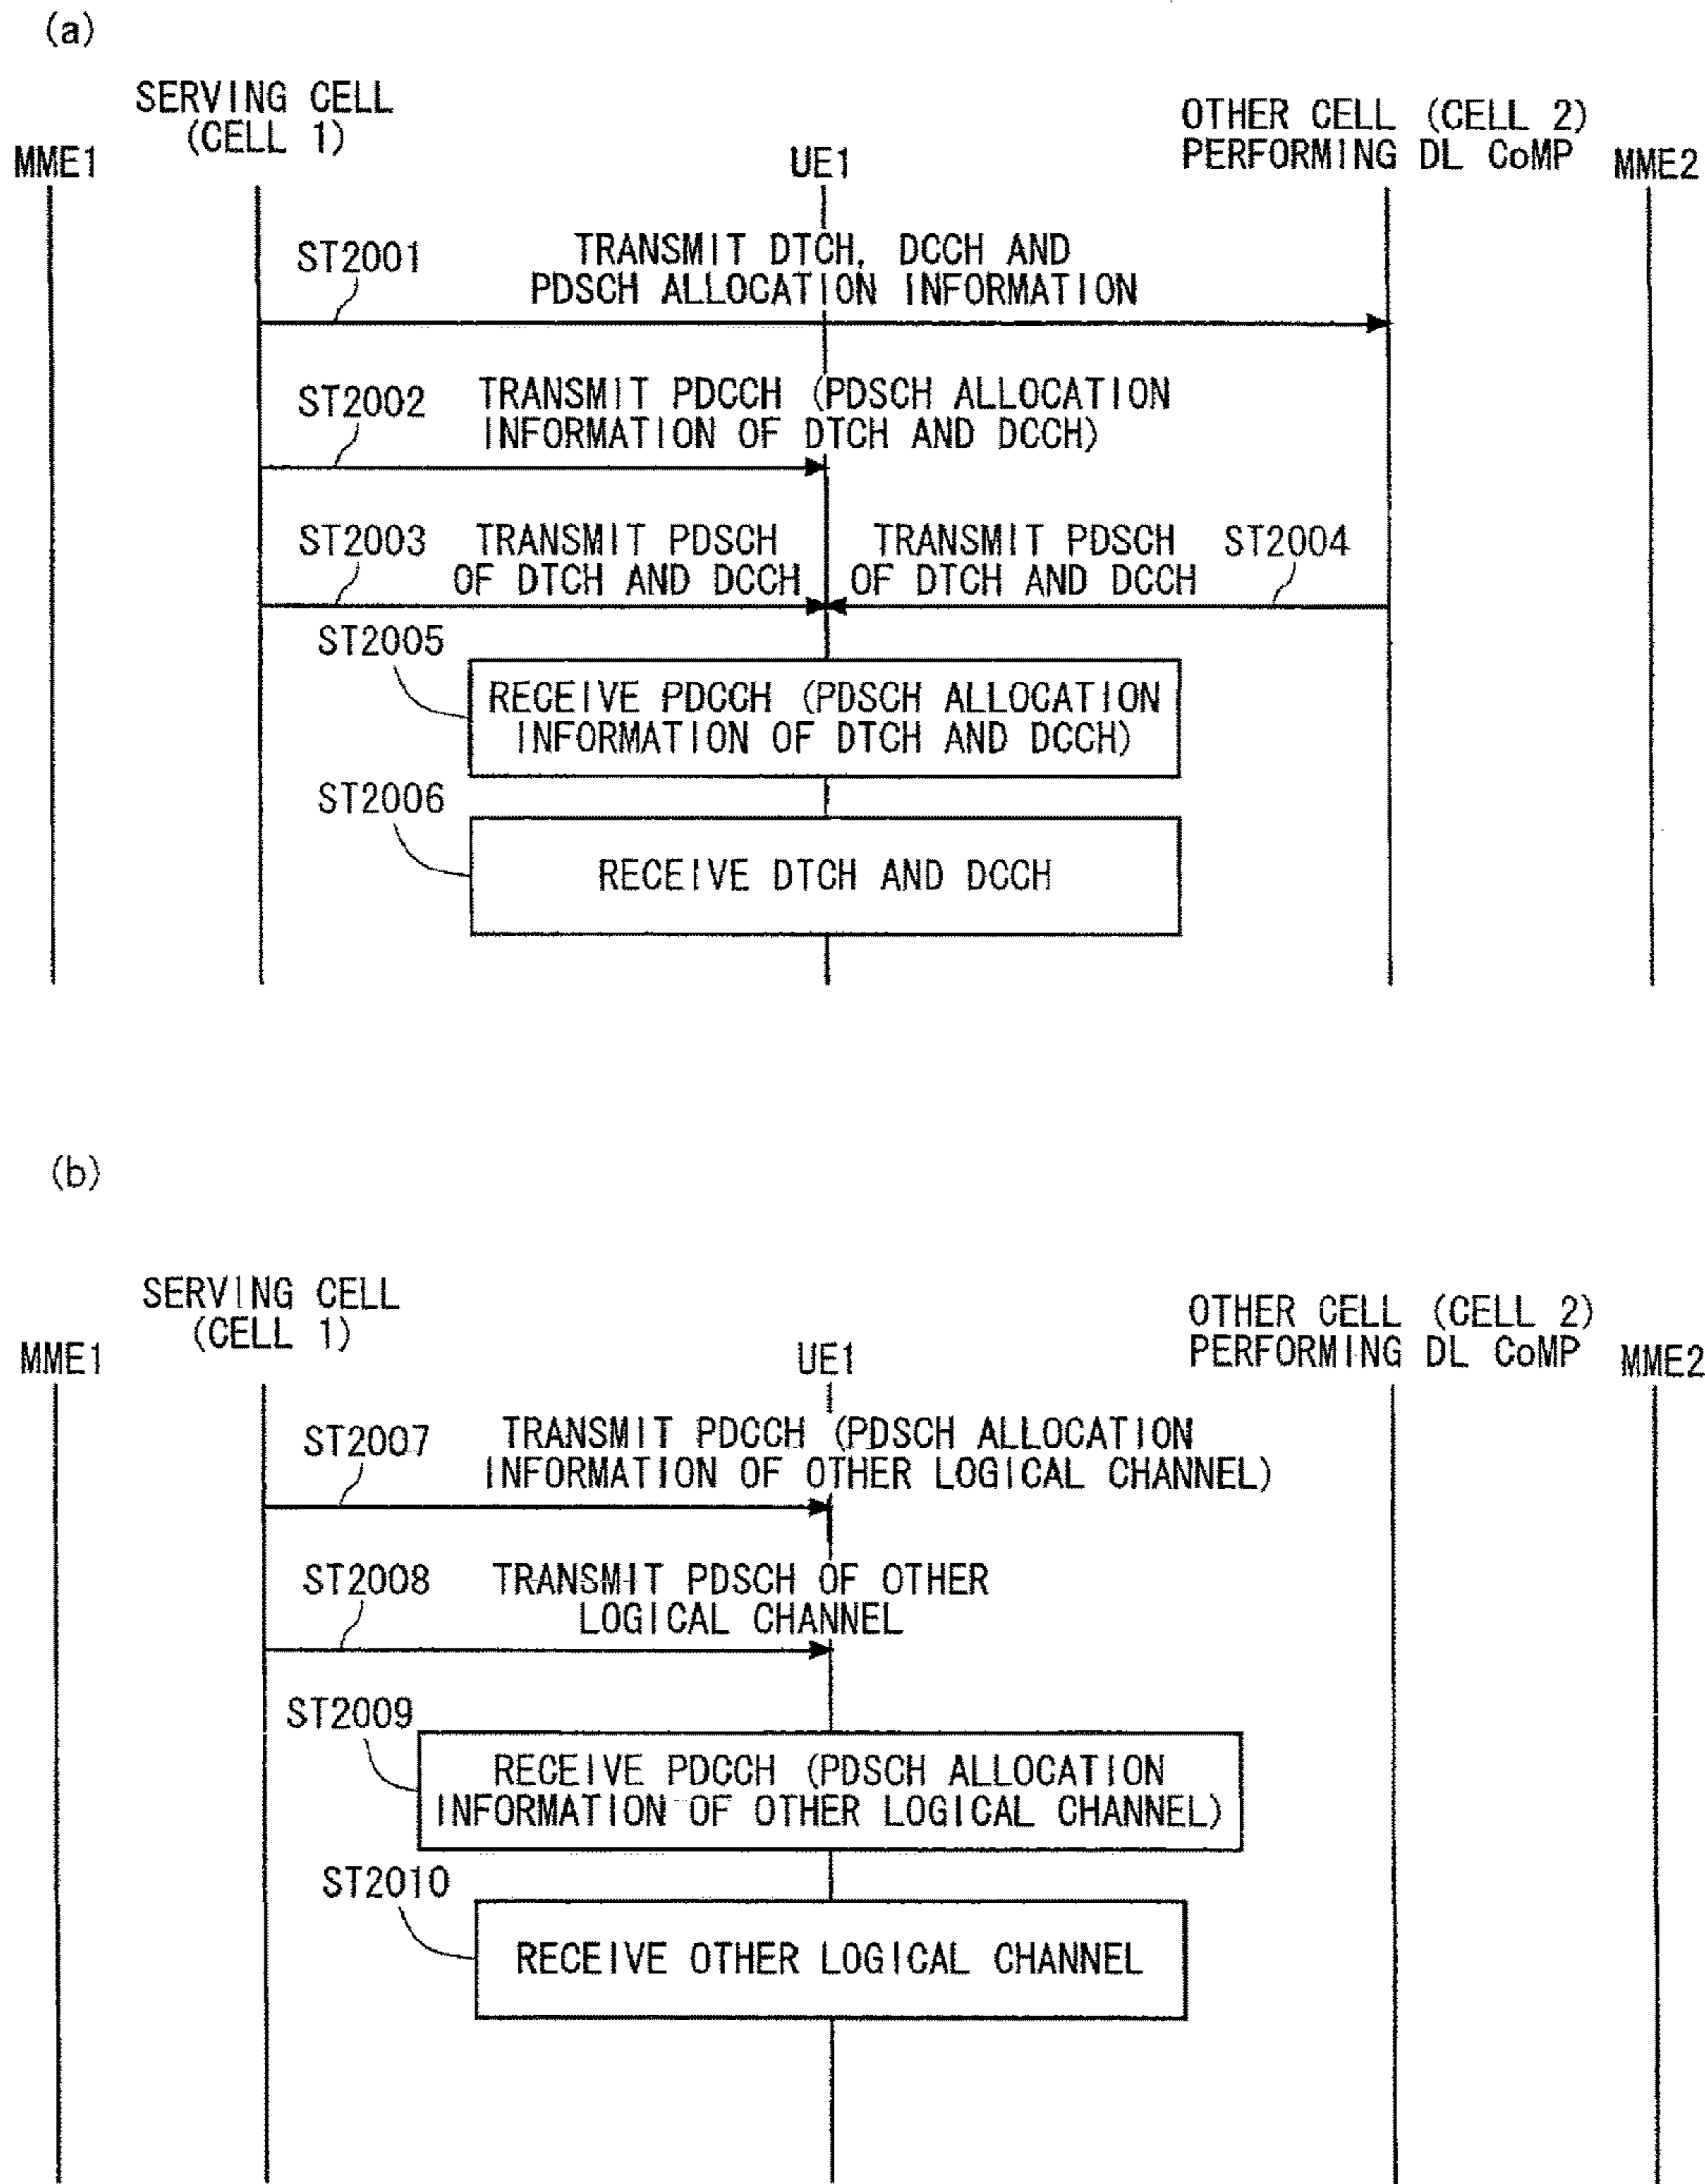 (a)
SERVING CELL
(CELL 1)
OTHER CELL (CELL 2)
PERFORMING DL CoMP
MME1
UE1
MME2
ST2001
TRANSMIT DTCH, DCCH AND
PDSCH ALLOCATION INFORMATION
ST2002
TRANSMIT PDCCH (PDSCH ALLOCATION
INFORMATION OF DTCH AND DCCH)
ST2003
TRANSMIT PDSCH
OF DTCH AND DCCH
TRANSMIT PDSCH
OF DTCH AND DCCH
ST2004
ST2005
RECEIVE PDCCH (PDSCH ALLOCATION
INFORMATION OF DTCH AND DCCH)
ST2006
RECEIVE DTCH AND DCCH
(b)
SERVING CELL
(CELL 1)
OTHER CELL (CELL 2)
PERFORMING DL CoMP
MME1
UE1
MME2
ST2007
TRANSMIT PDCCH (PDSCH ALLOCATION
INFORMATION OF OTHER LOGICAL CHANNEL)
ST2008
TRANSMIT PDSCH OF OTHER
LOGICAL CHANNEL
ST2009
RECEIVE PDCCH (PDSCH ALLOCATION
INFORMATION OF OTHER LOGICAL CHANNEL)
ST2010
RECEIVE OTHER LOGICAL CHANNEL